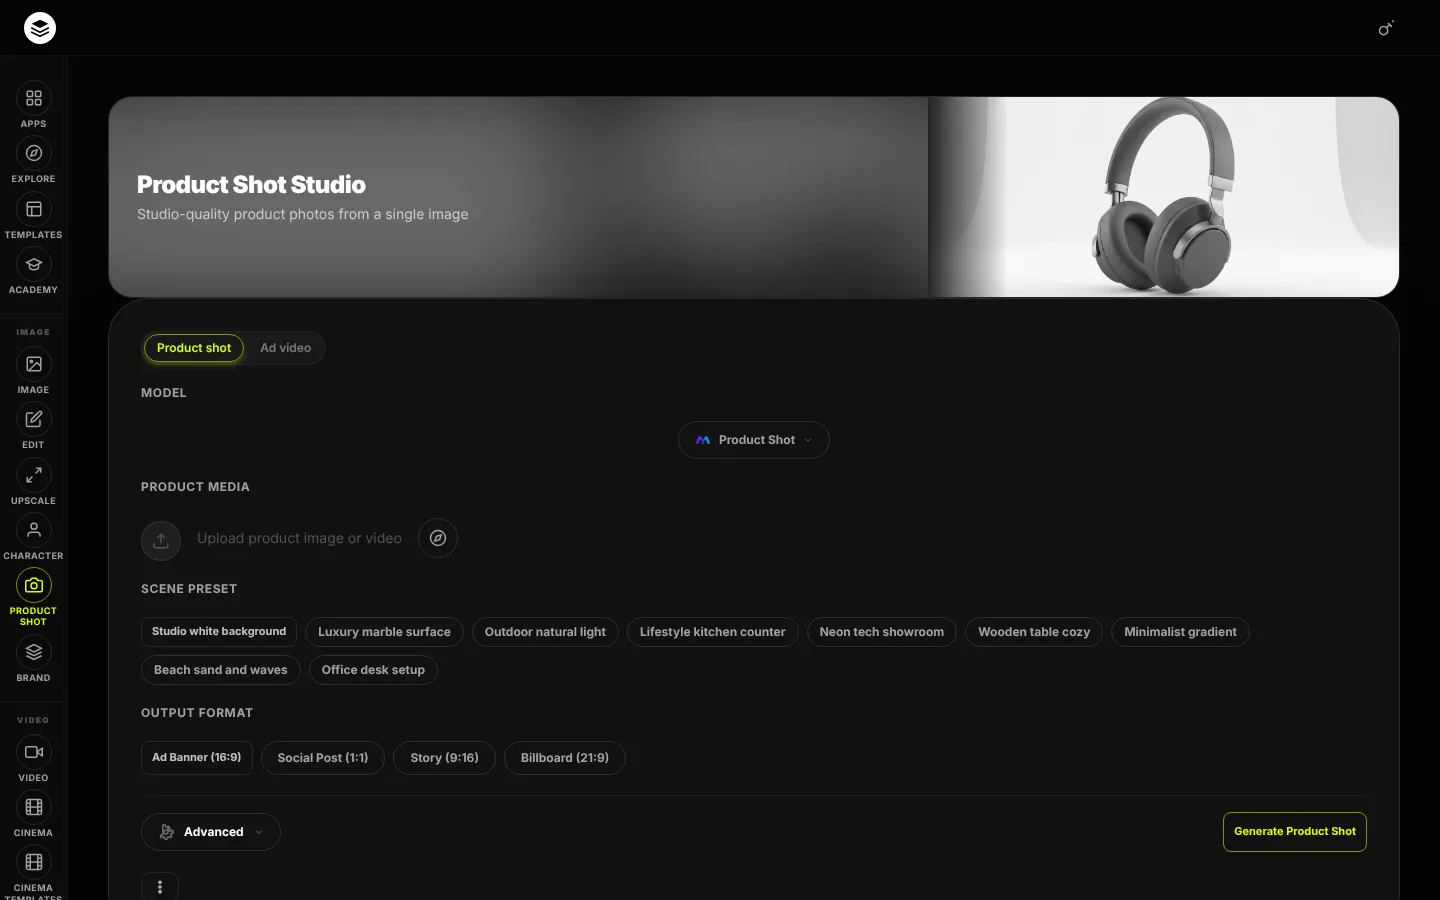 APPS
EXPLORE
TEMPLATES
ACADEMY
IMAGE
IMAGE
EDIT
UPSCALE
CHARACTER
PRODUCT
SHOT
BRAND
VIDEO
VIDEO
CINEMA
CINEMA
TEMPLATES
Product Shot Studio
Studio-quality product photos from a single image
Product shot Ad video
MODEL
Product Shot
PRODUCT MEDIA
Upload product image or video
SCENE PRESET
Studio white background Luxury marble surface Outdoor natural light Lifestyle kitchen counter Neon tech showroom Wooden table cozy Minimalist gradient
Beach sand and waves Office desk setup
OUTPUT FORMAT
Ad Banner (16:9) Social Post (1:1) Story (9:16) Billboard (21:9)
Advanced Generate Product Shot